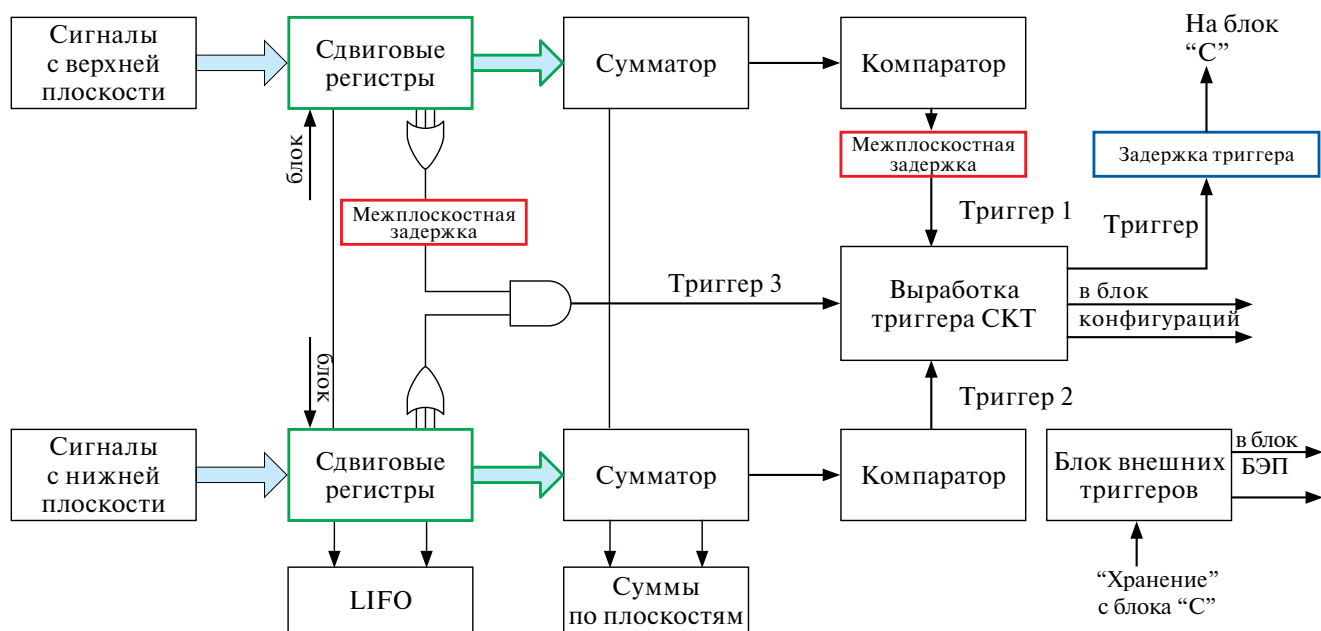 Сигналы
с верхней
плоскости
Сдвиговые
регистры
Сумматор
Компаратор
На блок
“C”
блок
Межплоскостная
задержка
Задержка триггера
Межплоскостная
задержка
Триггер 1
Триггер
Триггер 3
Выработка
триггера СКТ
в блок
конфигураций
блок
Триггер 2
Сигналы
с нижней
плоскости
Сдвиговые
регистры
Сумматор
Компаратор
Блок внешних
триггеров
в блок
БЭП
LIFO
Суммы
по плоскостям
“Хранение”
с блока “C”